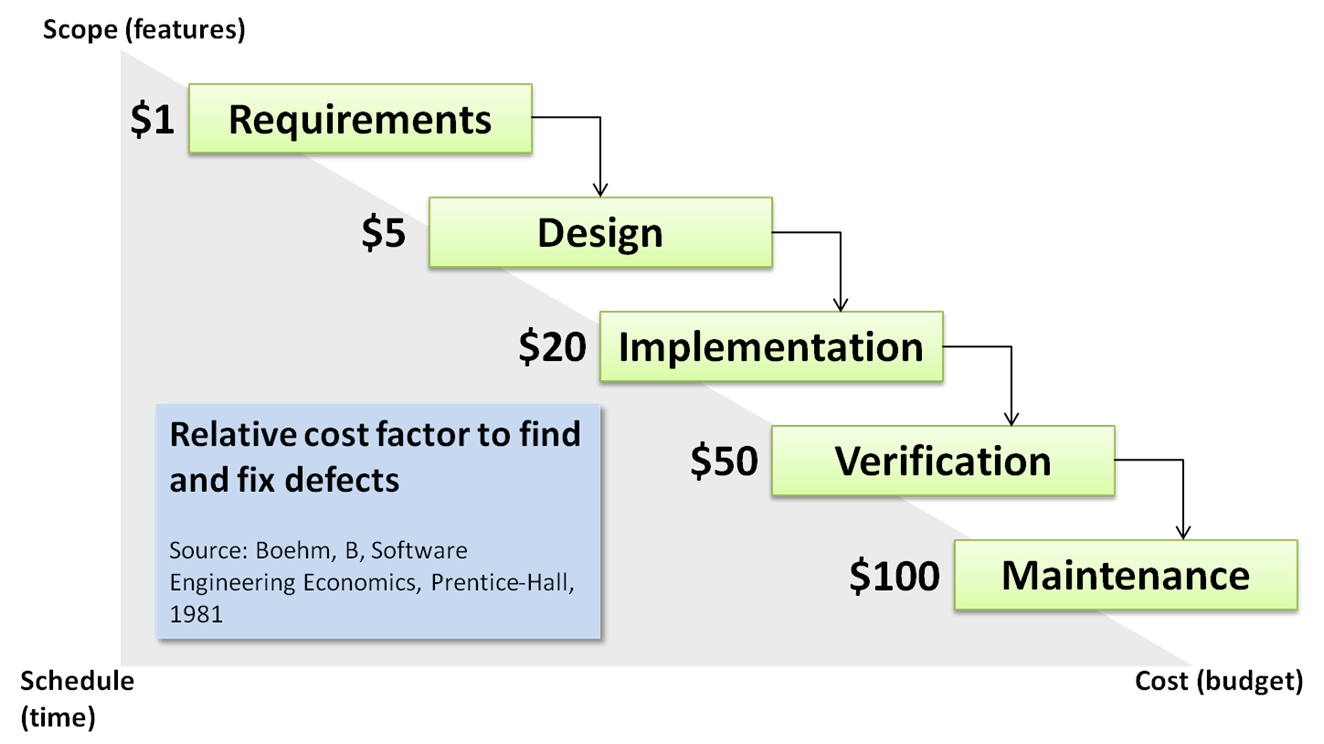 Scope (features)
$1 Requirements
$5 Design
$20 Implementation
Relative cost factor to find
and fix defects
$50 Verification
Source: Boehm, B, Software
Engineering Economics, Prentice-Hall,
1981
$100 Maintenance
Schedule
(time)
Cost (budget)